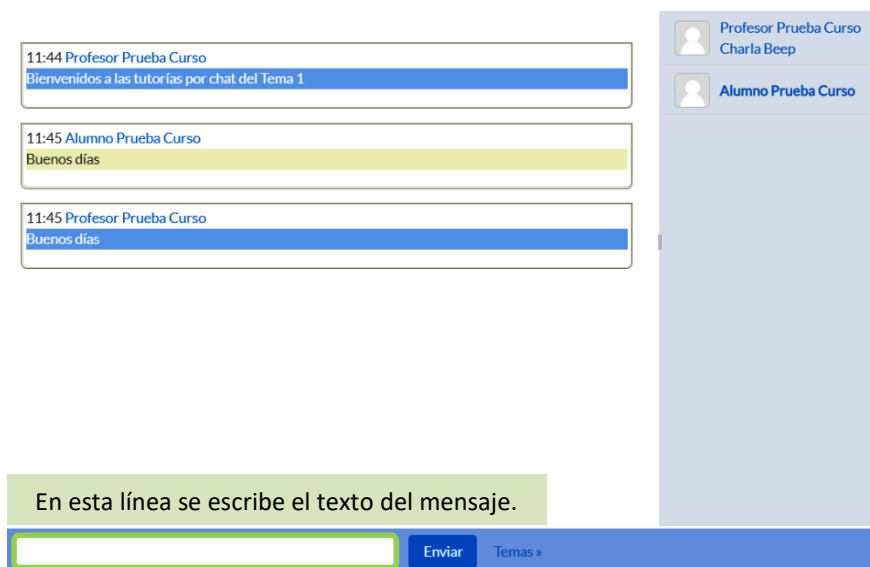 11:44 Profesor Prueba Curso
Bienvenidos a las tutorías por chat del Tema 1
11:45 Alumno Prueba Curso
Buenos días
11:45 Profesor Prueba Curso
Buenos días
Profesor Prueba Curso
Charla Beep
Alumno Prueba Curso
En esta línea se escribe el texto del mensaje.
Enviar Temas »